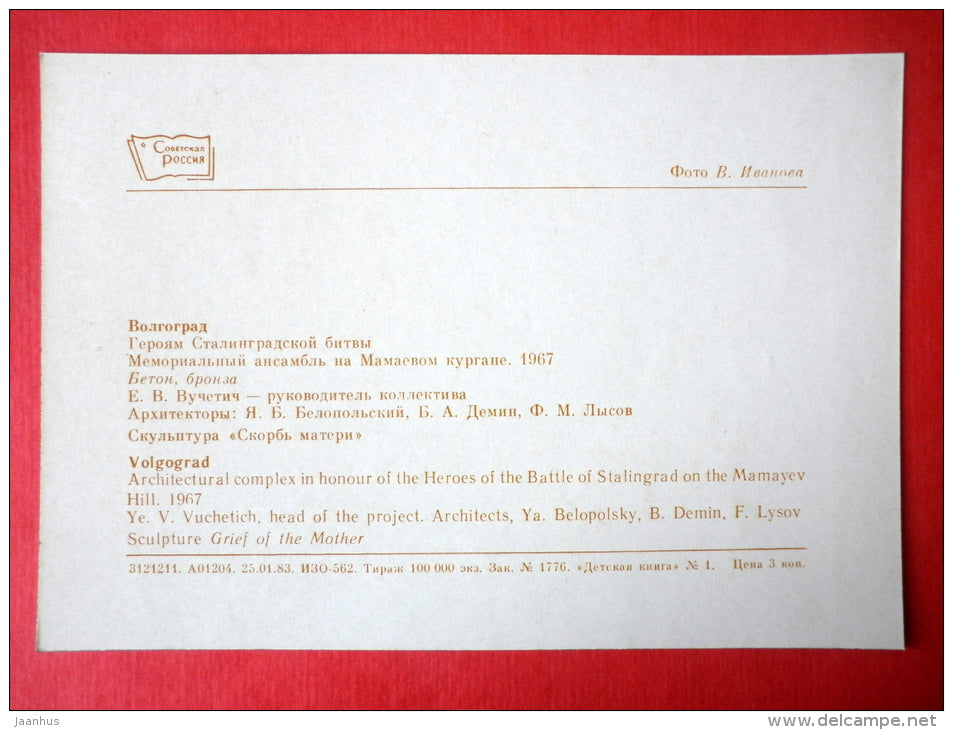 Советская
Россия
Фото В. Иванова
Волгоград
Героям Сталинградской битвы
Мемориальный ансамбль на Мамаевом кургане. 1967
Бетон, бронза
Е. В. Вучетич — руководитель коллектива
Архитекторы: Я. Б. Белопольский, Б. А. Демин, Ф. М. Лысов
Скульптура «Скорбь матери»
Volgograd
Architectural complex in honour of the Heroes of the Battle of Stalingrad on the Mamayev
Hill. 1967
Ye. V. Vuchetich, head of the project. Architects, Ya. Belopolsky, B. Demin, F. Lysov
Sculpture Grief of the Mother
3121211. А01204. 25.01.83. ИЗО-562. Тираж 100 000 экз. Зак. № 1776. «Детская книга» № 1. Цена 3 коп.
Jaanhus
delcampe.net